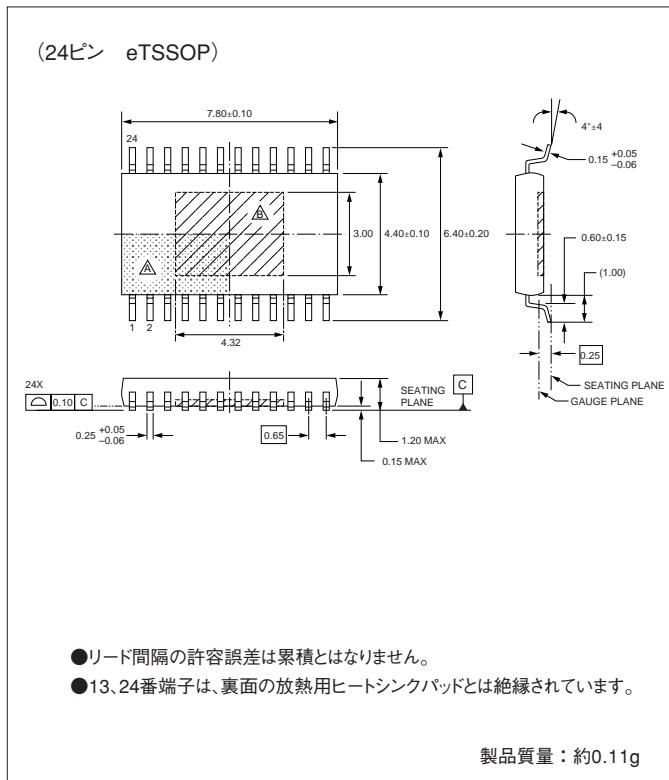 （24ピン　eTSSOP）
7.80±0.10
24
4°±4
0.15 +0.05
−0.06
B
A
3.00
4.40±0.10
6.40±0.20
0.60±0.15
(1.00)
1 2
4.32
0.25
24X
0.10 C
SEATING
PLANE
C
SEATING PLANE
GAUGE PLANE
0.25 +0.05
−0.06
0.65
1.20 MAX
0.15 MAX
●リード間隔の許容誤差は累積とはなりません。
●13、24番端子は、裏面の放熱用ヒートシンクパッドとは絶縁されています。
製品質量：約0.11g